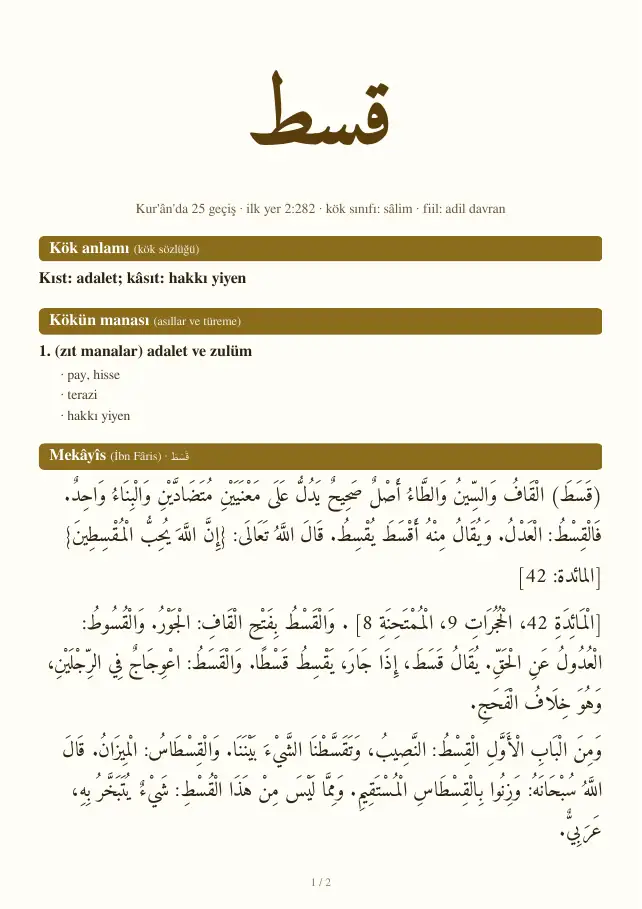 قسط
Kur'ân'da 25 geçiş · ilk yer 2:282 · kök sınıfı: sâlim · fiil: adil davran
Kök anlamı (kök sözlüğü)
Kıst: adalet; kâsıt: hakkı yiyen
Kökün manası (asıllar ve türeme)
1. (zıt manalar) adalet ve zulüm
· pay, hisse
· terazi
· hakkı yiyen
Mekâyîs (İbn Fâris) · قسط
(قَسَطَ) الْقَافُ وَالسِّينُ وَالطَّاءُ أَصْلٌ صَحِيحٌ يَدُلُّ عَلَى مَعْنَيَيْنِ مُتَضَادَّيْنِ وَالْبِنَاءُ وَاحِدٌ.
فَالْقِسْطُ: الْعَدْلُ. وَيُقَالُ مِنْهُ أَقْسَطَ يُقْسِطُ. قَالَ اللَّهُ تَعَالَى: {إِنَّ اللَّهَ يُحِبُّ الْمُقْسِطِينَ}
[المائدة: 42]
[الْمَائِدَةِ 42، الْحُجُرَاتِ 9، الْمُمْتَحِنَةِ 8] . وَالْقَسْطُ بِفَتْحِ الْقَافِ: الْجَوْرُ. وَالْقُسُوطُ:
الْعُدُولُ عَنِ الْحَقِّ. يُقَالُ قَسَطَ، إِذَا جَارَ، يَقْسِطُ قَسْطًا. وَالْقَسَطُ: اعْوِجَاجٌ فِي الرِّجْلَيْنِ،
وَهُوَ خِلَافُ الْفَحَجِ.
وَمِنَ الْبَابِ الْأَوَّلِ الْقِسْطُ: النَّصِيبُ، وَتَقَسَّطْنَا الشَّيْءَ بَيْنَنَا. وَالْقِسْطَاسُ: الْمِيزَانُ. قَالَ
اللَّهُ سُبْحَانَهُ: وَزِنُوا بِالْقِسْطَاسِ الْمُسْتَقِيمِ. وَمِمَّا لَيْسَ مِنْ هَذَا الْقُسْطِ: شَيْءٌ يُتَبَخَّرُ بِهِ،
عَرَبِيٌّ.
1 / 2